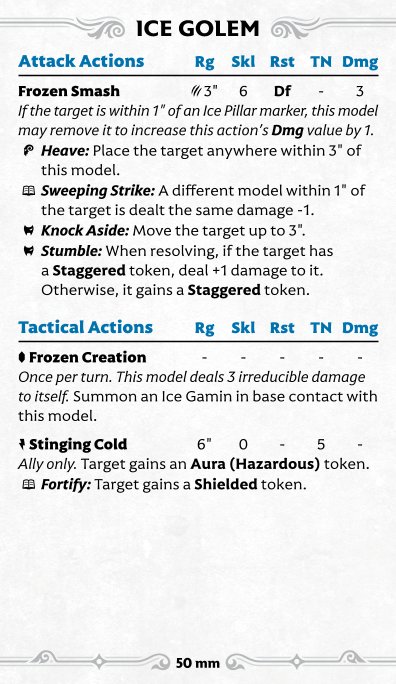 ICE GOLEM
Attack Actions Rg Skl Rst TN Dmg
Frozen Smash 3" 6 Df - 3
If the target is within 1" of an Ice Pillar marker, this model
may remove it to increase this action's Dmg value by 1.
Heave: Place the target anywhere within 3" of
this model.
Sweeping Strike: A different model within 1" of
the target is dealt the same damage -1.
Knock Aside: Move the target up to 3".
Stumble: When resolving, if the target has
a Staggered token, deal +1 damage to it.
Otherwise, it gains a Staggered token.
Tactical Actions Rg Skl Rst TN Dmg
Frozen Creation - - - - -
Once per turn. This model deals 3 irreducible damage
to itself. Summon an Ice Gamin in base contact with
this model.
Stinging Cold 6" 0 - 5 -
Ally only. Target gains an Aura (Hazardous) token.
Fortify: Target gains a Shielded token.
50 mm